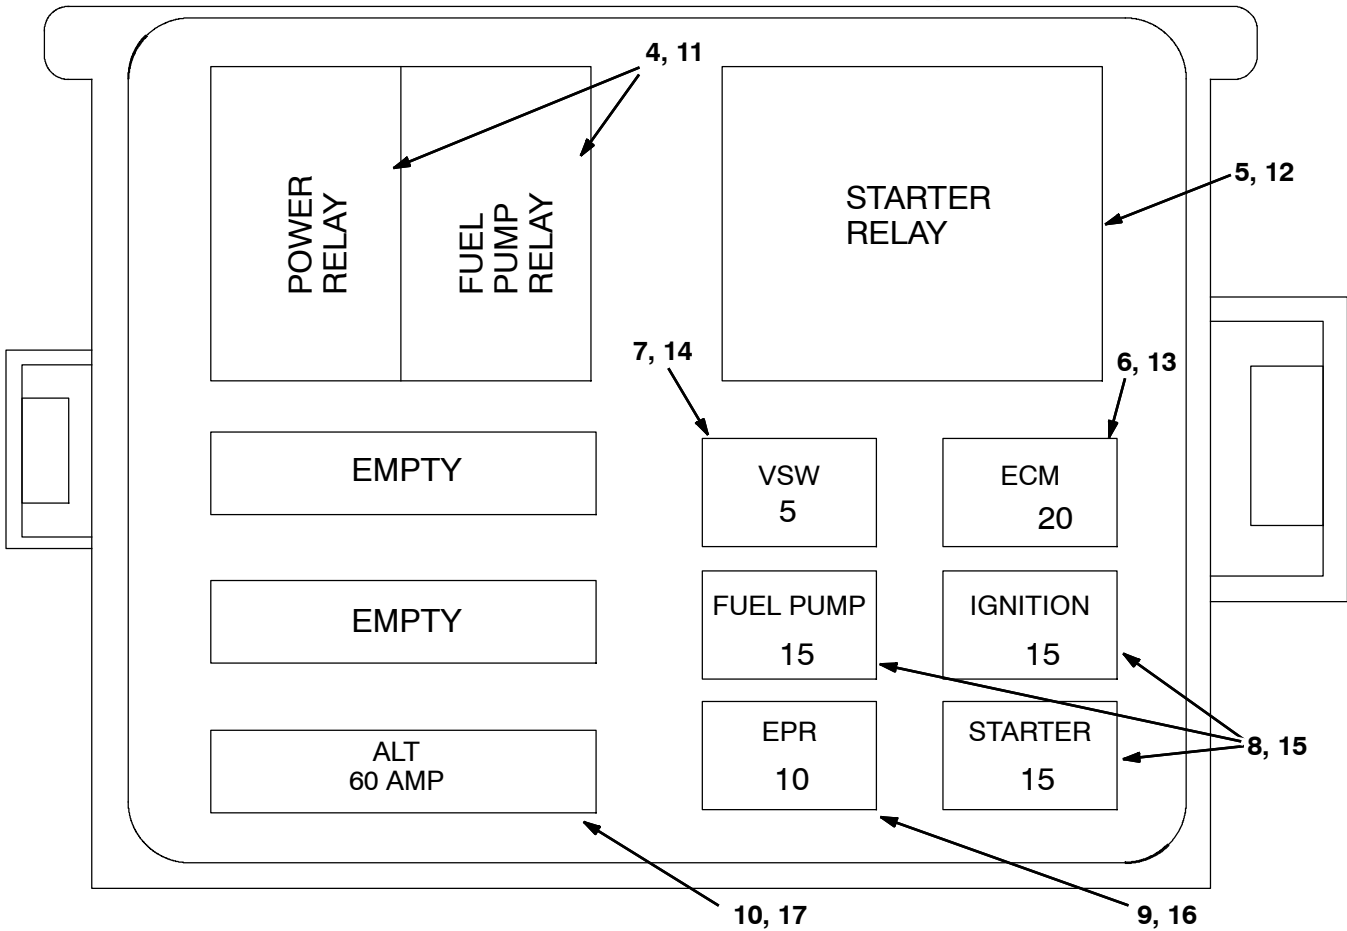 4, 11
POWER
RELAY
FUEL
PUMP
RELAY
STARTER
RELAY
5, 12
7, 14
6, 13
EMPTY
VSW
5
ECM
20
EMPTY
FUEL PUMP
15
IGNITION
15
ALT
60 AMP
EPR
10
STARTER
15
8, 15
10, 17
9, 16